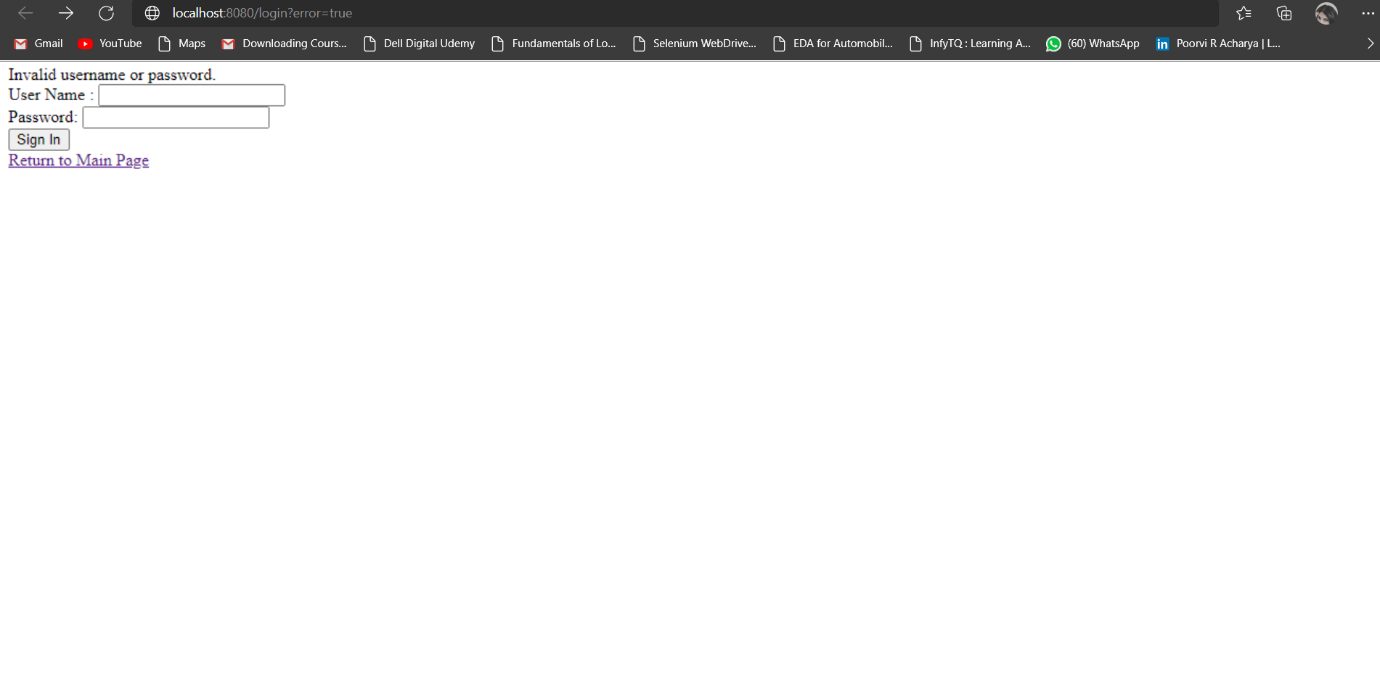 localhost:8080/login?error=true
Gmail YouTube Maps Downloading Cours... Dell Digital Udemy Fundamentals of Lo... Selenium WebDrive... EDA for Automobil... InfyTQ : Learning A... (60) WhatsApp in Poorvi R Acharya | L...
Invalid username or password.
User Name :
Password:
Sign In
Return to Main Page